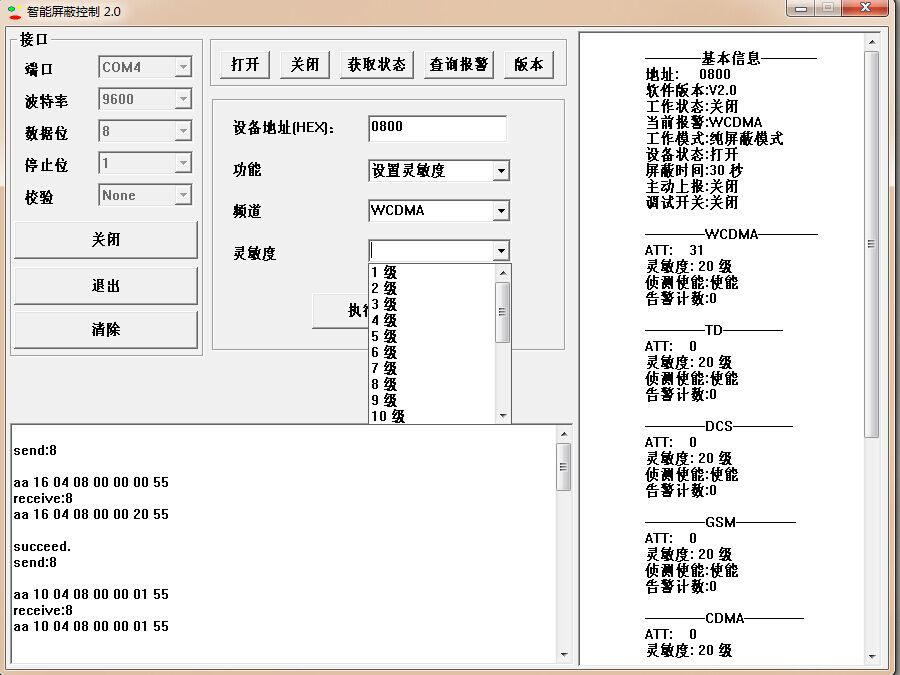 智能屏蔽控制 2.0
接口
端口 COM4
波特率 9600
数据位 8
停止位 1
校验 None
关闭
退出
清除
打开 关闭 获取状态 查询报警 版本
设备地址(HEX): 0800
功能 设置灵敏度
频道 WCDMA
灵敏度
1 级
2 级
3 级
4 级
5 级
6 级
7 级
8 级
9 级
10 级
send:8
aa 16 04 08 00 00 00 55
receive:8
aa 16 04 08 00 00 20 55
succeed.
send:8
aa 10 04 08 00 00 01 55
receive:8
aa 10 04 08 00 00 01 55
————基本信息————
地址: 0800
软件版本:V2.0
工作状态:关闭
当前报警:WCDMA
工作模式:纯屏蔽模式
设备状态:打开
屏蔽时间:30 秒
主动上报:关闭
调试开关:关闭
————WCDMA————
ATT: 31
灵敏度: 20 级
侦测使能:使能
告警计数:0
————TD————
ATT: 0
灵敏度: 20 级
侦测使能:使能
告警计数:0
————DCS————
ATT: 0
灵敏度: 20 级
侦测使能:使能
告警计数:0
————GSM————
ATT: 0
灵敏度: 20 级
侦测使能:使能
告警计数:0
————CDMA————
ATT: 0
灵敏度: 20 级